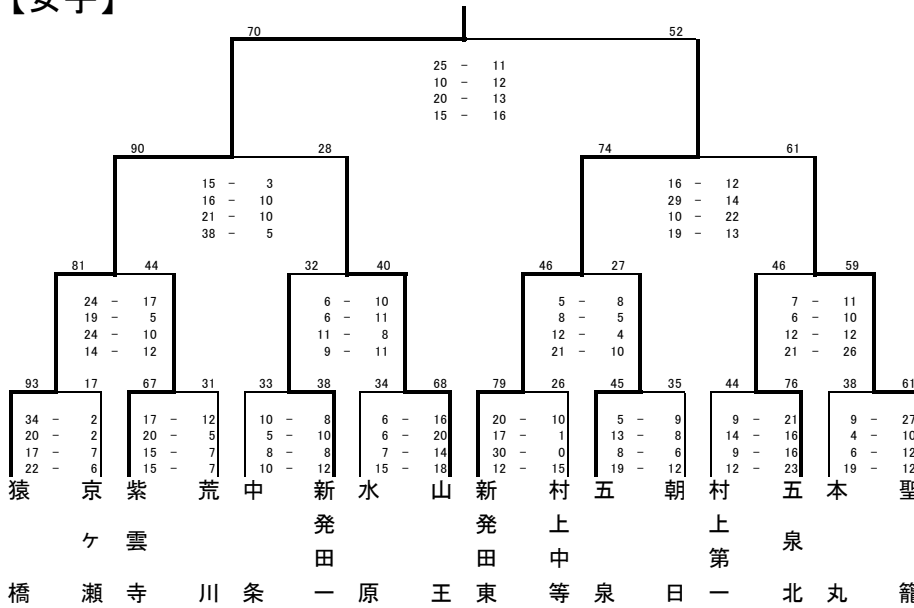 【女子】
70 52
25 - 11
10 - 12
20 - 13
15 - 16
90 28 74 61
15 - 3 16 - 12
16 - 10 29 - 14
21 - 10 10 - 22
38 - 5 19 - 13
81 44 32 40 46 27 46 59
24 - 17 6 - 10 5 - 8 7 - 11
19 - 5 6 - 11 8 - 5 6 - 10
24 - 10 11 - 8 12 - 4 12 - 12
14 - 12 9 - 11 21 - 10 21 - 26
93 17 67 31 33 38 34 68 79 26 45 35 44 76 38 61
34 - 2 17 - 12 10 - 8 6 - 16 20 - 10 5 - 9 9 - 21 9 - 27
20 - 2 20 - 5 5 - 10 6 - 20 17 - 1 13 - 8 14 - 16 4 - 10
17 - 7 15 - 7 8 - 8 7 - 14 30 - 0 8 - 6 9 - 16 6 - 12
22 - 6 15 - 7 10 - 12 15 - 18 12 - 15 19 - 12 12 - 23 19 - 12
猿橋
京ケ瀬
紫雲寺
荒川
中条
新発田一
水原
山王
新発田東
村上中等
五泉
朝日
村上第一
五泉北
本丸
聖籠